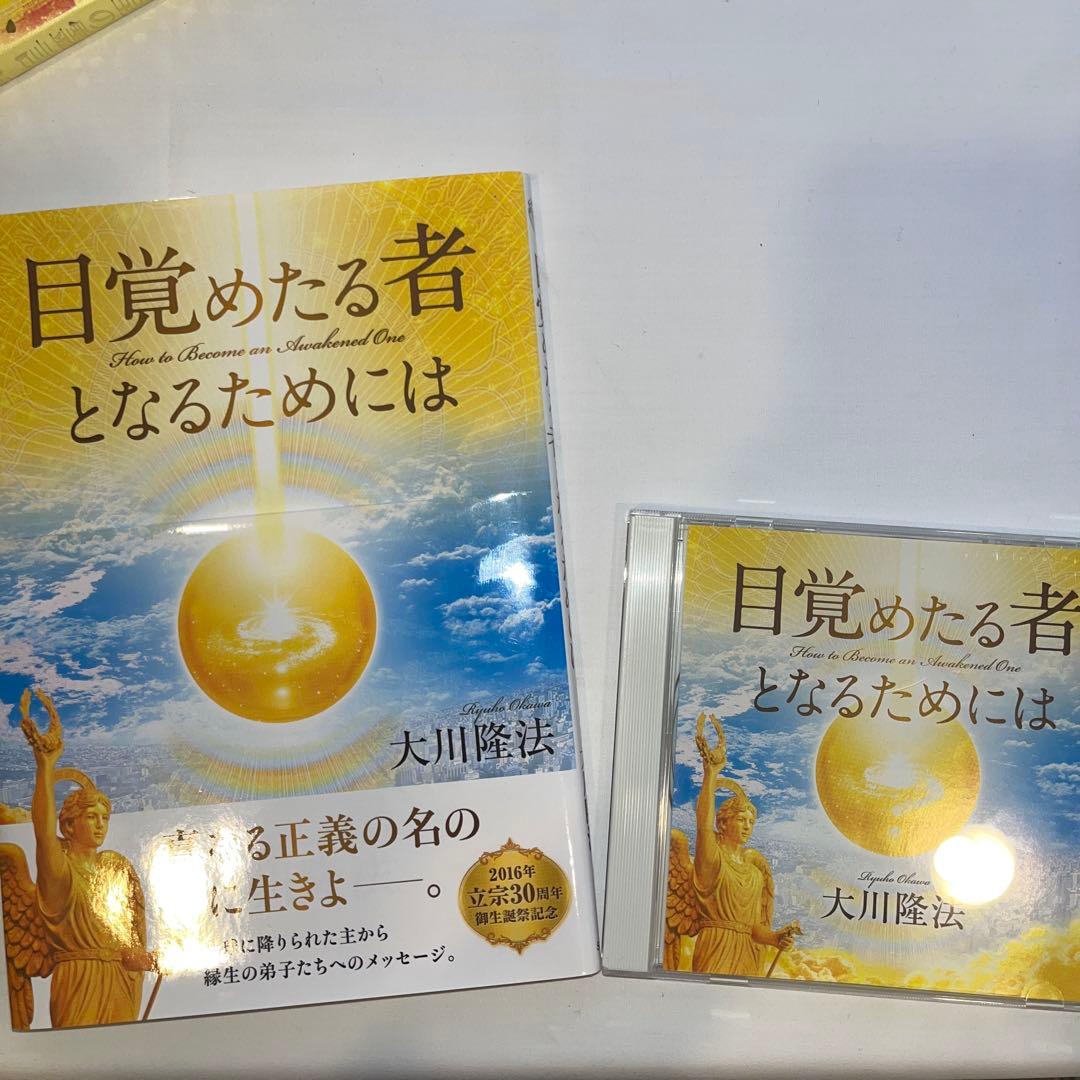 目覚めたる者
How to Become an Awakened One
となるためには
Ryuho Okawa
大川隆法
る正義の名の
に生きよ──。
2016年
立宗30周年
御生誕祭記念
に降りられた主から
縁生の弟子たちへのメッセージ。
目覚めたる者
How to Become an Awakened One
となるためには
Ryuho Okawa
大川隆法